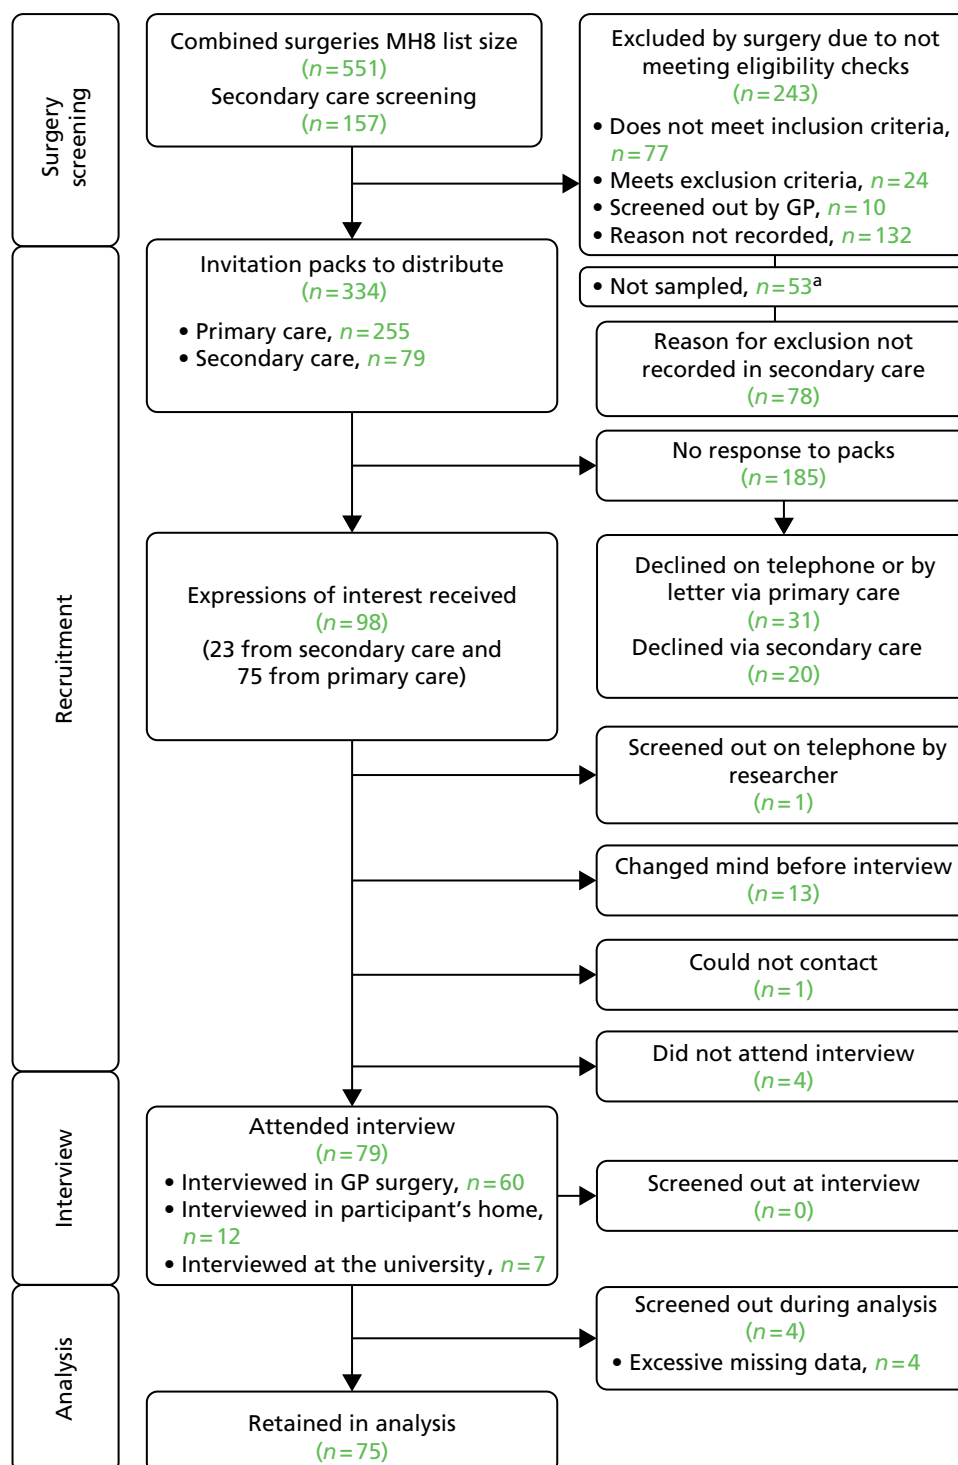 Surgery
screening
Combined surgeries MH8 list size
(n=551)
Secondary care screening
(n=157)
Excluded by surgery due to not
meeting eligibility checks
(n=243)
• Does not meet inclusion criteria,
n=77
• Meets exclusion criteria, n=24
• Screened out by GP, n=10
• Reason not recorded, n=132
• Not sampled, n=53a
Reason for exclusion not
recorded in secondary care
(n=78)
Recruitment
Invitation packs to distribute
(n=334)
• Primary care, n=255
• Secondary care, n=79
No response to packs
(n=185)
Declined on telephone or by
letter via primary care
(n=31)
Declined via secondary care
(n=20)
Expressions of interest received
(n=98)
(23 from secondary care and
75 from primary care)
Screened out on telephone by
researcher
(n=1)
Changed mind before interview
(n=13)
Could not contact
(n=1)
Did not attend interview
(n=4)
Interview
Attended interview
(n=79)
• Interviewed in GP surgery, n=60
• Interviewed in participant's home,
n=12
• Interviewed at the university, n=7
Screened out at interview
(n=0)
Analysis
Screened out during analysis
(n=4)
• Excessive missing data, n=4
Retained in analysis
(n=75)